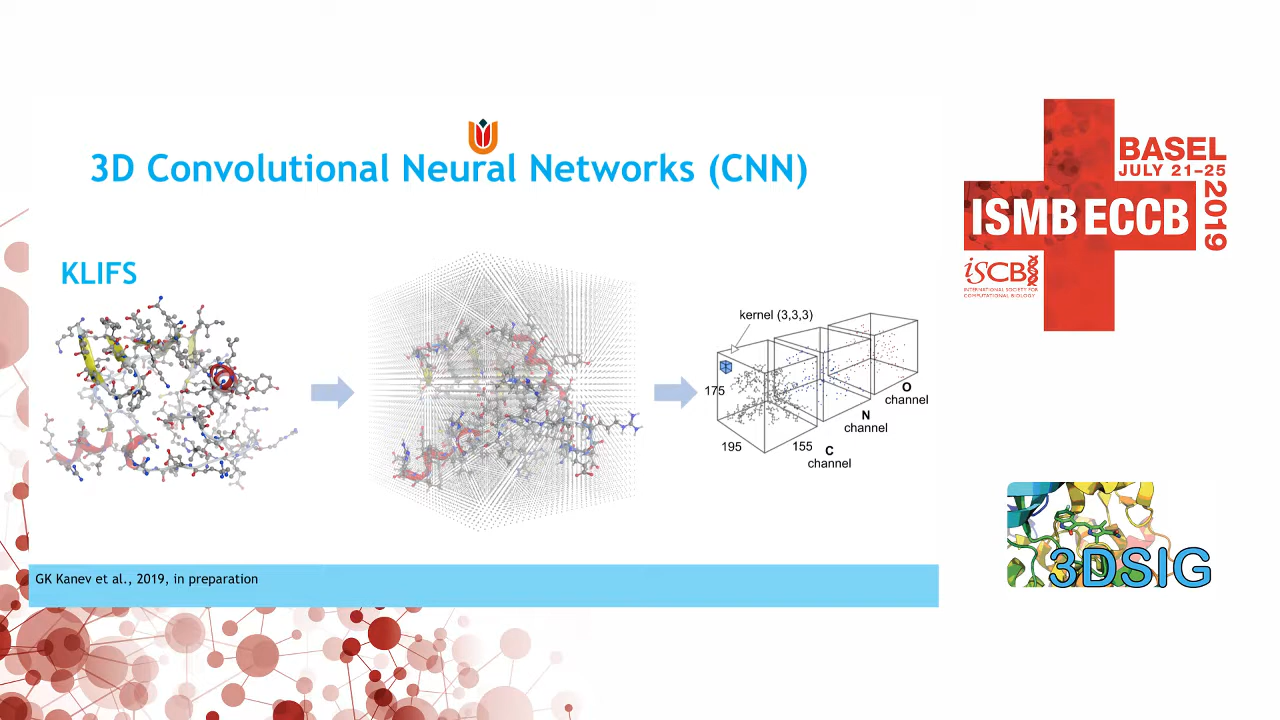 3D Convolutional Neural Networks (CNN)
KLIFS
kernel (3,3,3)
175
195
155
C
channel
N
channel
O
channel
GK Kanev et al., 2019, in preparation
BASEL
JULY 21–25
2019
ISMB ECCB
iSCB
INTERNATIONAL SOCIETY FOR
COMPUTATIONAL BIOLOGY
3DSIG